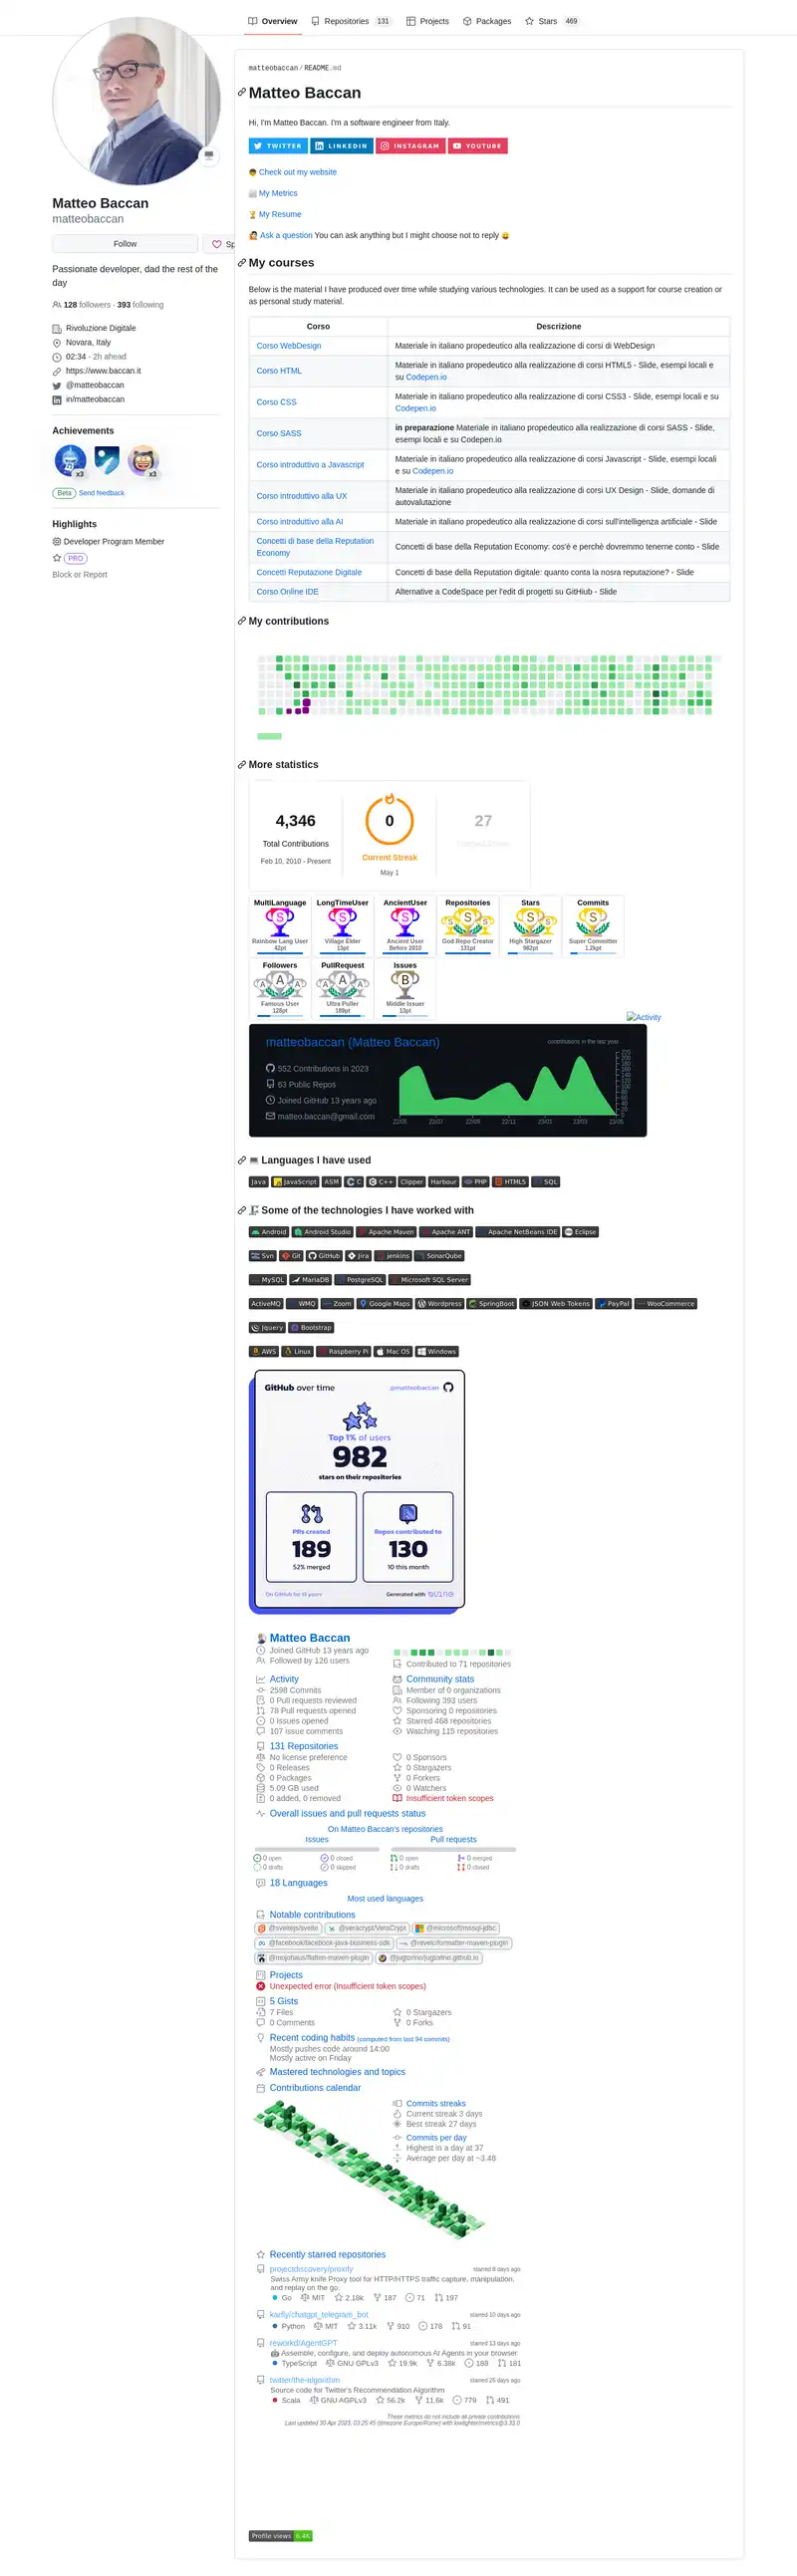 Overview
Repositories 131
Projects
Packages
Stars 469
Matteo Baccan
matteobaccan
Follow
Sp
Passionate developer, dad the rest of the
day
128 followers · 393 following
Rivoluzione Digitale
Novara, Italy
02:34 - 2h ahead
https://www.baccan.it
@matteobaccan
in/matteobaccan
Achievements
x3
x3
Beta Send feedback
Highlights
Developer Program Member
PRO
Block or Report
matteobaccan / README.md
Matteo Baccan
Hi, I'm Matteo Baccan. I'm a software engineer from Italy.
TWITTER LINKEDIN INSTAGRAM YOUTUBE
Check out my website
My Metrics
My Resume
Ask a question You can ask anything but I might choose not to reply
My courses
Below is the material I have produced over time while studying various technologies. It can be used as a support for course creation or
as personal study material.
Corso Descrizione
Corso WebDesign Materiale in italiano propedeutico alla realizzazione di corsi di WebDesign
Corso HTML Materiale in italiano propedeutico alla realizzazione di corsi HTML5 - Slide, esempi locali e
su Codepen.io
Corso CSS Materiale in italiano propedeutico alla realizzazione di corsi CSS3 - Slide, esempi locali e su
Codepen.io
Corso SASS in preparazione Materiale in italiano propedeutico alla realizzazione di corsi SASS - Slide,
esempi locali e su Codepen.io
Corso introduttivo a Javascript Materiale in italiano propedeutico alla realizzazione di corsi Javascript - Slide, esempi locali
e su Codepen.io
Corso introduttivo alla UX Materiale in italiano propedeutico alla realizzazione di corsi UX Design - Slide, domande di
autovalutazione
Corso introduttivo alla AI Materiale in italiano propedeutico alla realizzazione di corsi sull'intelligenza artificiale - Slide
Concetti di base della Reputation
Economy
Concetti di base della Reputation Economy: cos'è e perchè dovremmo tenerne conto - Slide
Concetti Reputazione Digitale Concetti di base della Reputation digitale: quanto conta la nosra reputazione? - Slide
Corso Online IDE Alternative a CodeSpace per l'edit di progetti su GitHiub - Slide
My contributions
More statistics
4,346
Total Contributions
Feb 10, 2010 - Present
0
Current Streak
May 1
27
MultiLanguage LongTimeUser AncientUser Repositories Stars Commits
S S S S S S S S S S
Rainbow Lang User Village Elder Ancient User God Repo Creator High Stargazer Super Committer
42pt 13pt Before 2010 131pt 982pt 1.2kpt
Followers PullRequest Issues
A A A A A A B
Famous User Ultra Puller Middle Issuer
128pt 189pt 13pt
Activity
matteobaccan (Matteo Baccan)
contributions in the last year
552 Contributions in 2023
63 Public Repos
Joined GitHub 13 years ago
matteo.baccan@gmail.com
220
200
180
160
140
120
100
80
60
40
20
0
22/05 22/07 22/09 22/11 23/01 23/03 23/05
Languages I have used
Java JavaScript ASM C C++ Clipper Harbour PHP HTML5 SQL
Some of the technologies I have worked with
Android Android Studio Apache Maven Apache ANT Apache NetBeans IDE Eclipse
Svn Git GitHub Jira jenkins SonarQube
MySQL MariaDB PostgreSQL Microsoft SQL Server
ActiveMQ WMQ Zoom Google Maps Wordpress SpringBoot JSON Web Tokens PayPal WooCommerce
Jquery Bootstrap
AWS Linux Raspberry Pi Mac OS Windows
GitHub over time @matteobaccan
Top 1% of users
982
stars on their repositories
PRs created
189
52% merged
Repos contributed to
130
10 this month
On GitHub for 13 years
Generated with QUINE
Matteo Baccan
Joined GitHub 13 years ago
Followed by 126 users
Contributed to 71 repositories
Activity
2598 Commits
0 Pull requests reviewed
78 Pull requests opened
0 Issues opened
107 issue comments
Community stats
Member of 0 organizations
Following 393 users
Sponsoring 0 repositories
Starred 468 repositories
Watching 115 repositories
131 Repositories
No license preference
0 Releases
0 Packages
5.09 GB used
0 added, 0 removed
0 Sponsors
0 Stargazers
0 Forkers
0 Watchers
Insufficient token scopes
Overall issues and pull requests status
On Matteo Baccan's repositories
Issues Pull requests
0 open 0 closed 0 open 0 merged
0 drafts 0 skipped 0 drafts 0 closed
18 Languages
Most used languages
Notable contributions
@sveltejs/svelte @veracrypt/VeraCrypt @microsoft/mssql-jdbc
@facebook/facebook-java-business-sdk @revelc/formatter-maven-plugin
@mojohaus/flatten-maven-plugin @jugtorino/jugtorino.github.io
Projects
Unexpected error (Insufficient token scopes)
5 Gists
7 Files
0 Comments
0 Stargazers
0 Forks
Recent coding habits (computed from last 94 commits)
Mostly pushes code around 14:00
Mostly active on Friday
Mastered technologies and topics
Contributions calendar
Commits streaks
Current streak 3 days
Best streak 27 days
Commits per day
Highest in a day at 37
Average per day at ~3.48
Recently starred repositories
projectdiscovery/proxify starred 8 days ago
Swiss Army knife Proxy tool for HTTP/HTTPS traffic capture, manipulation,
and replay on the go.
Go MIT 2.18k 187 71 197
karfly/chatgpt_telegram_bot starred 10 days ago
Python MIT 3.11k 910 178 91
reworkd/AgentGPT starred 13 days ago
Assemble, configure, and deploy autonomous AI Agents in your browser.
TypeScript GNU GPLv3 19.9k 6.38k 188 181
twitter/the-algorithm starred 25 days ago
Source code for Twitter's Recommendation Algorithm
Scala GNU AGPLv3 56.2k 11.6k 779 491
These metrics do not include all private contributions
Last updated 30 Apr 2023, 03:25:45 (timezone Europe/Rome) with lowlighter/metrics@3.33.0
Profile views 6.4K